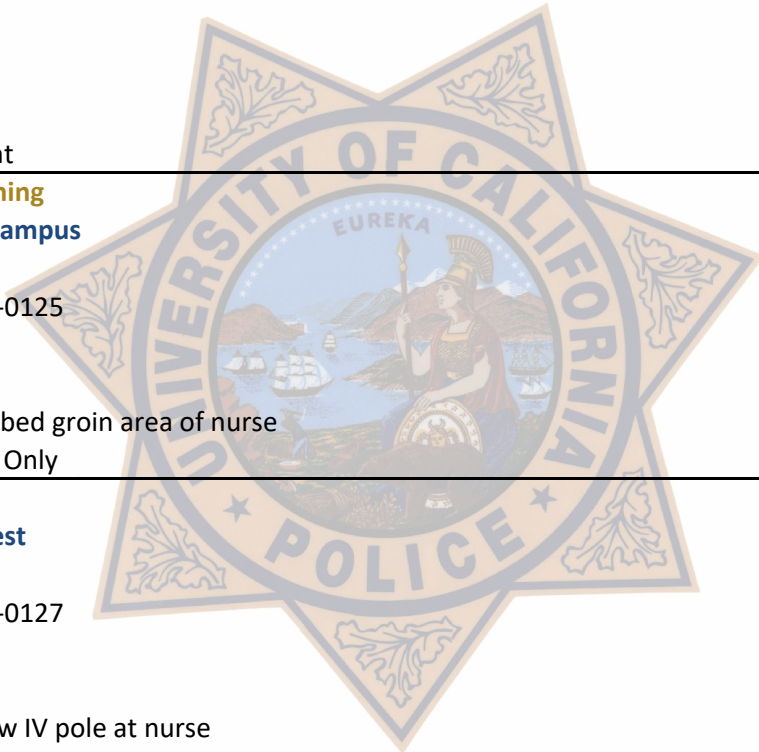 nt
ning
ampus
-0125
bed groin area of nurse
Only
est
-0127
w IV pole at nurse
UNIVERSITY OF CALIFORNIA
EUREKA
POLICE